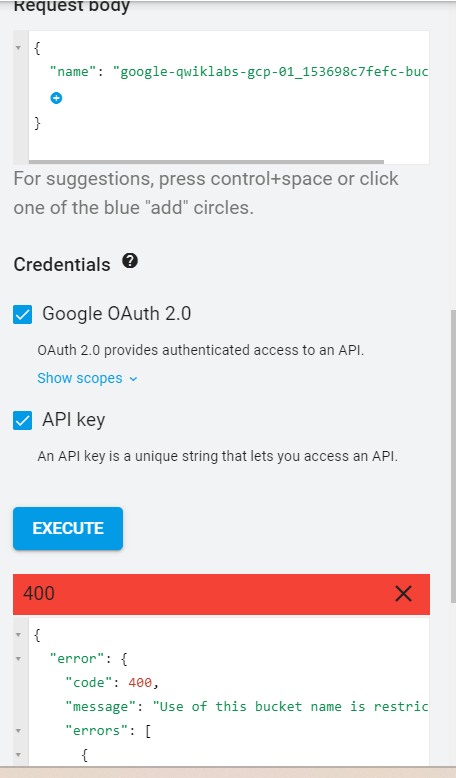 Request body
{
"name": "google-qwiklabs-gcp-01_153698c7fefc-buc
}
For suggestions, press control+space or click
one of the blue "add" circles.
Credentials ?
Google OAuth 2.0
OAuth 2.0 provides authenticated access to an API.
Show scopes
API key
An API key is a unique string that lets you access an API.
EXECUTE
400
{
"error": {
"code": 400,
"message": "Use of this bucket name is restric
"errors": [
{